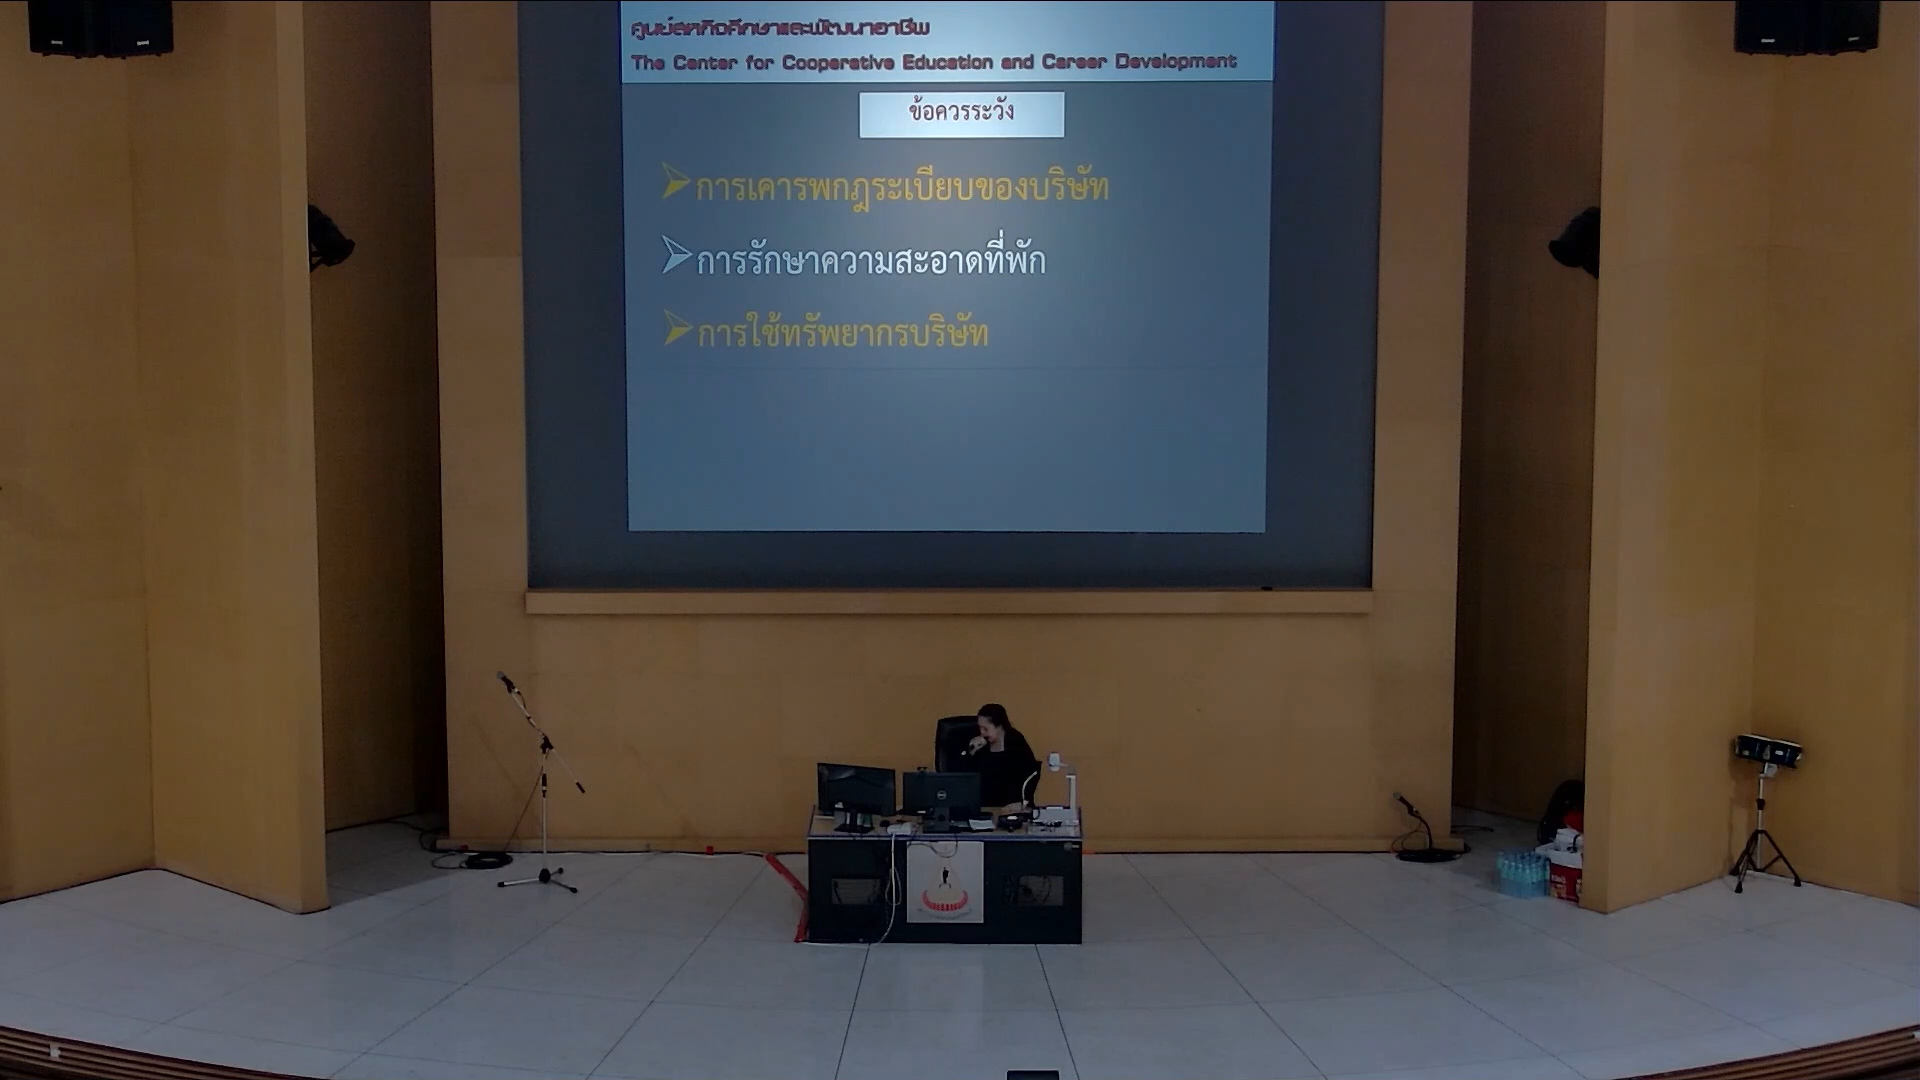 ศูนย์สหกิจศึกษาและพัฒนาอาชีพ
The Center for Cooperative Education and Career Development
ข้อควรระวัง
➢การเคารพกฎระเบียบของบริษัท
➢การรักษาความสะอาดที่พัก
➢การใช้ทรัพยากรบริษัท